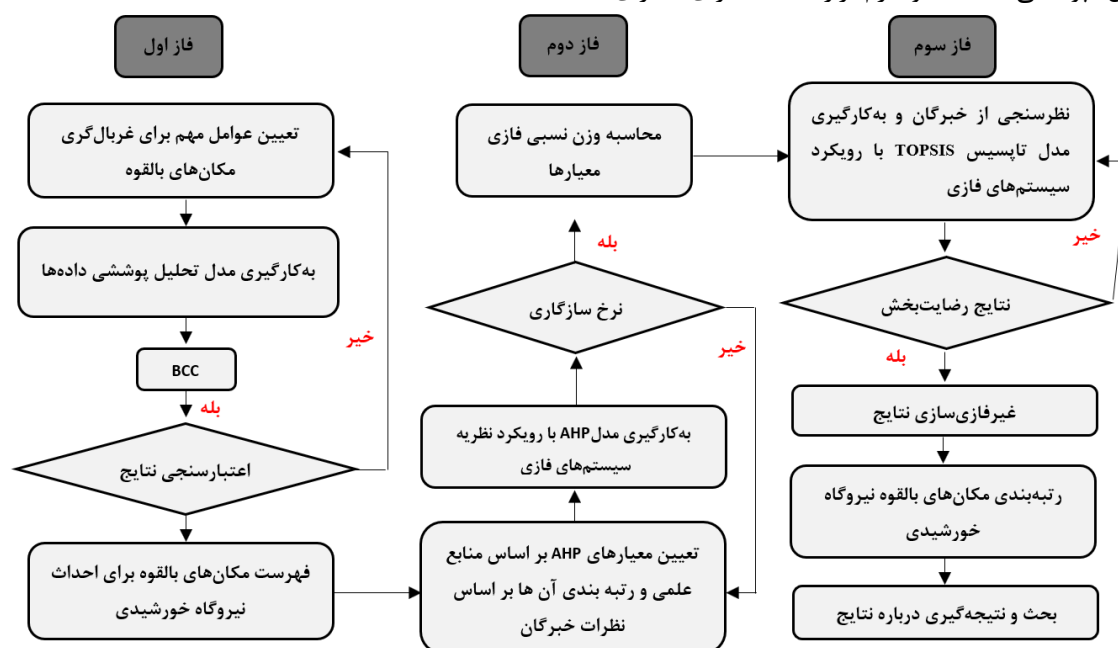 فاز اول
تعیین عوامل مهم برای غربال‌گری
مکان‌های بالقوه
به‌کارگیری مدل تحلیل پوششی داده‌ها
BCC
بله
خیر
اعتبارسنجی نتایج
فهرست مکان‌های بالقوه برای احداث
نیروگاه خورشیدی
فاز دوم
محاسبه وزن نسبی فازی
معیارها
بله
نرخ سازگاری
خیر
به‌کارگیری مدلAHP با رویکرد نظریه
سیستم‌های فازی
تعیین معیارهای AHP بر اساس منابع
علمی و رتبه بندی آن ها بر اساس
نظرات خبرگان
فاز سوم
نظرسنجی از خبرگان و به‌کارگیری
مدل تاپسیس TOPSIS با رویکرد
سیستم‌های فازی
خیر
نتایج رضایت‌بخش
بله
غیرفازی‌سازی نتایج
رتبه‌بندی مکان‌های بالقوه نیروگاه
خورشیدی
بحث و نتیجه‌گیری درباره نتایج